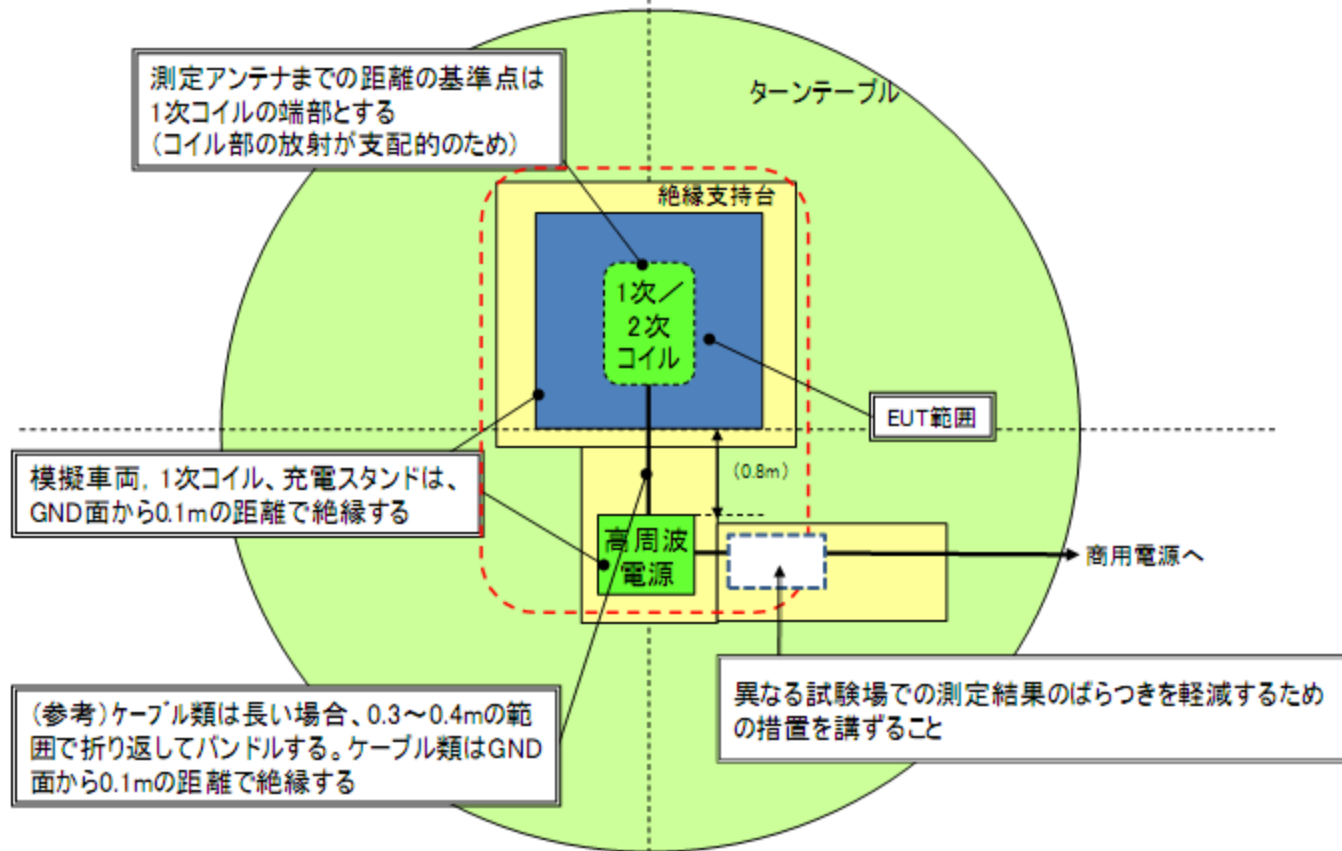 測定アンテナまでの距離の基準点は
1次コイルの端部とする
(コイル部の放射が支配的のため)
ターンテーブル
絶縁支持台
1次／
2次
コイル
EUT範囲
模擬車両, 1次コイル、充電スタンドは、
GND面から0.1mの距離で絶縁する
(0.8m)
高周波
電源
商用電源へ
(参考)ケーブル類は長い場合、0.3～0.4mの範
囲で折り返してバンドルする。ケーブル類はGND
面から0.1mの距離で絶縁する
異なる試験場での測定結果のばらつきを軽減するため
の措置を講ずること